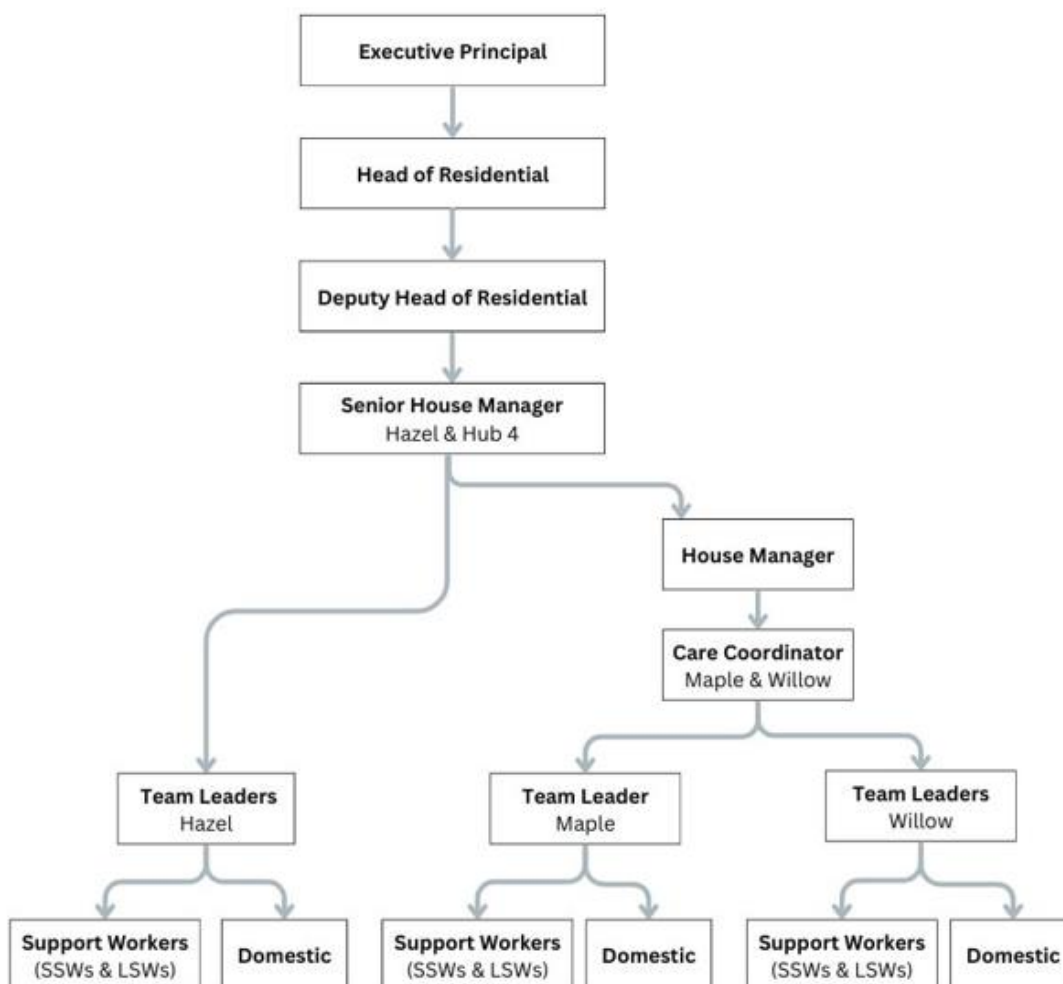 Executive Principal
Head of Residential
Deputy Head of Residential
Senior House Manager
Hazel & Hub 4
House Manager
Care Coordinator
Maple & Willow
Team Leaders
Hazel
Team Leader
Maple
Team Leaders
Willow
Support Workers
(SSWs & LSWs)
Domestic
Support Workers
(SSWs & LSWs)
Domestic
Support Workers
(SSWs & LSWs)
Domestic